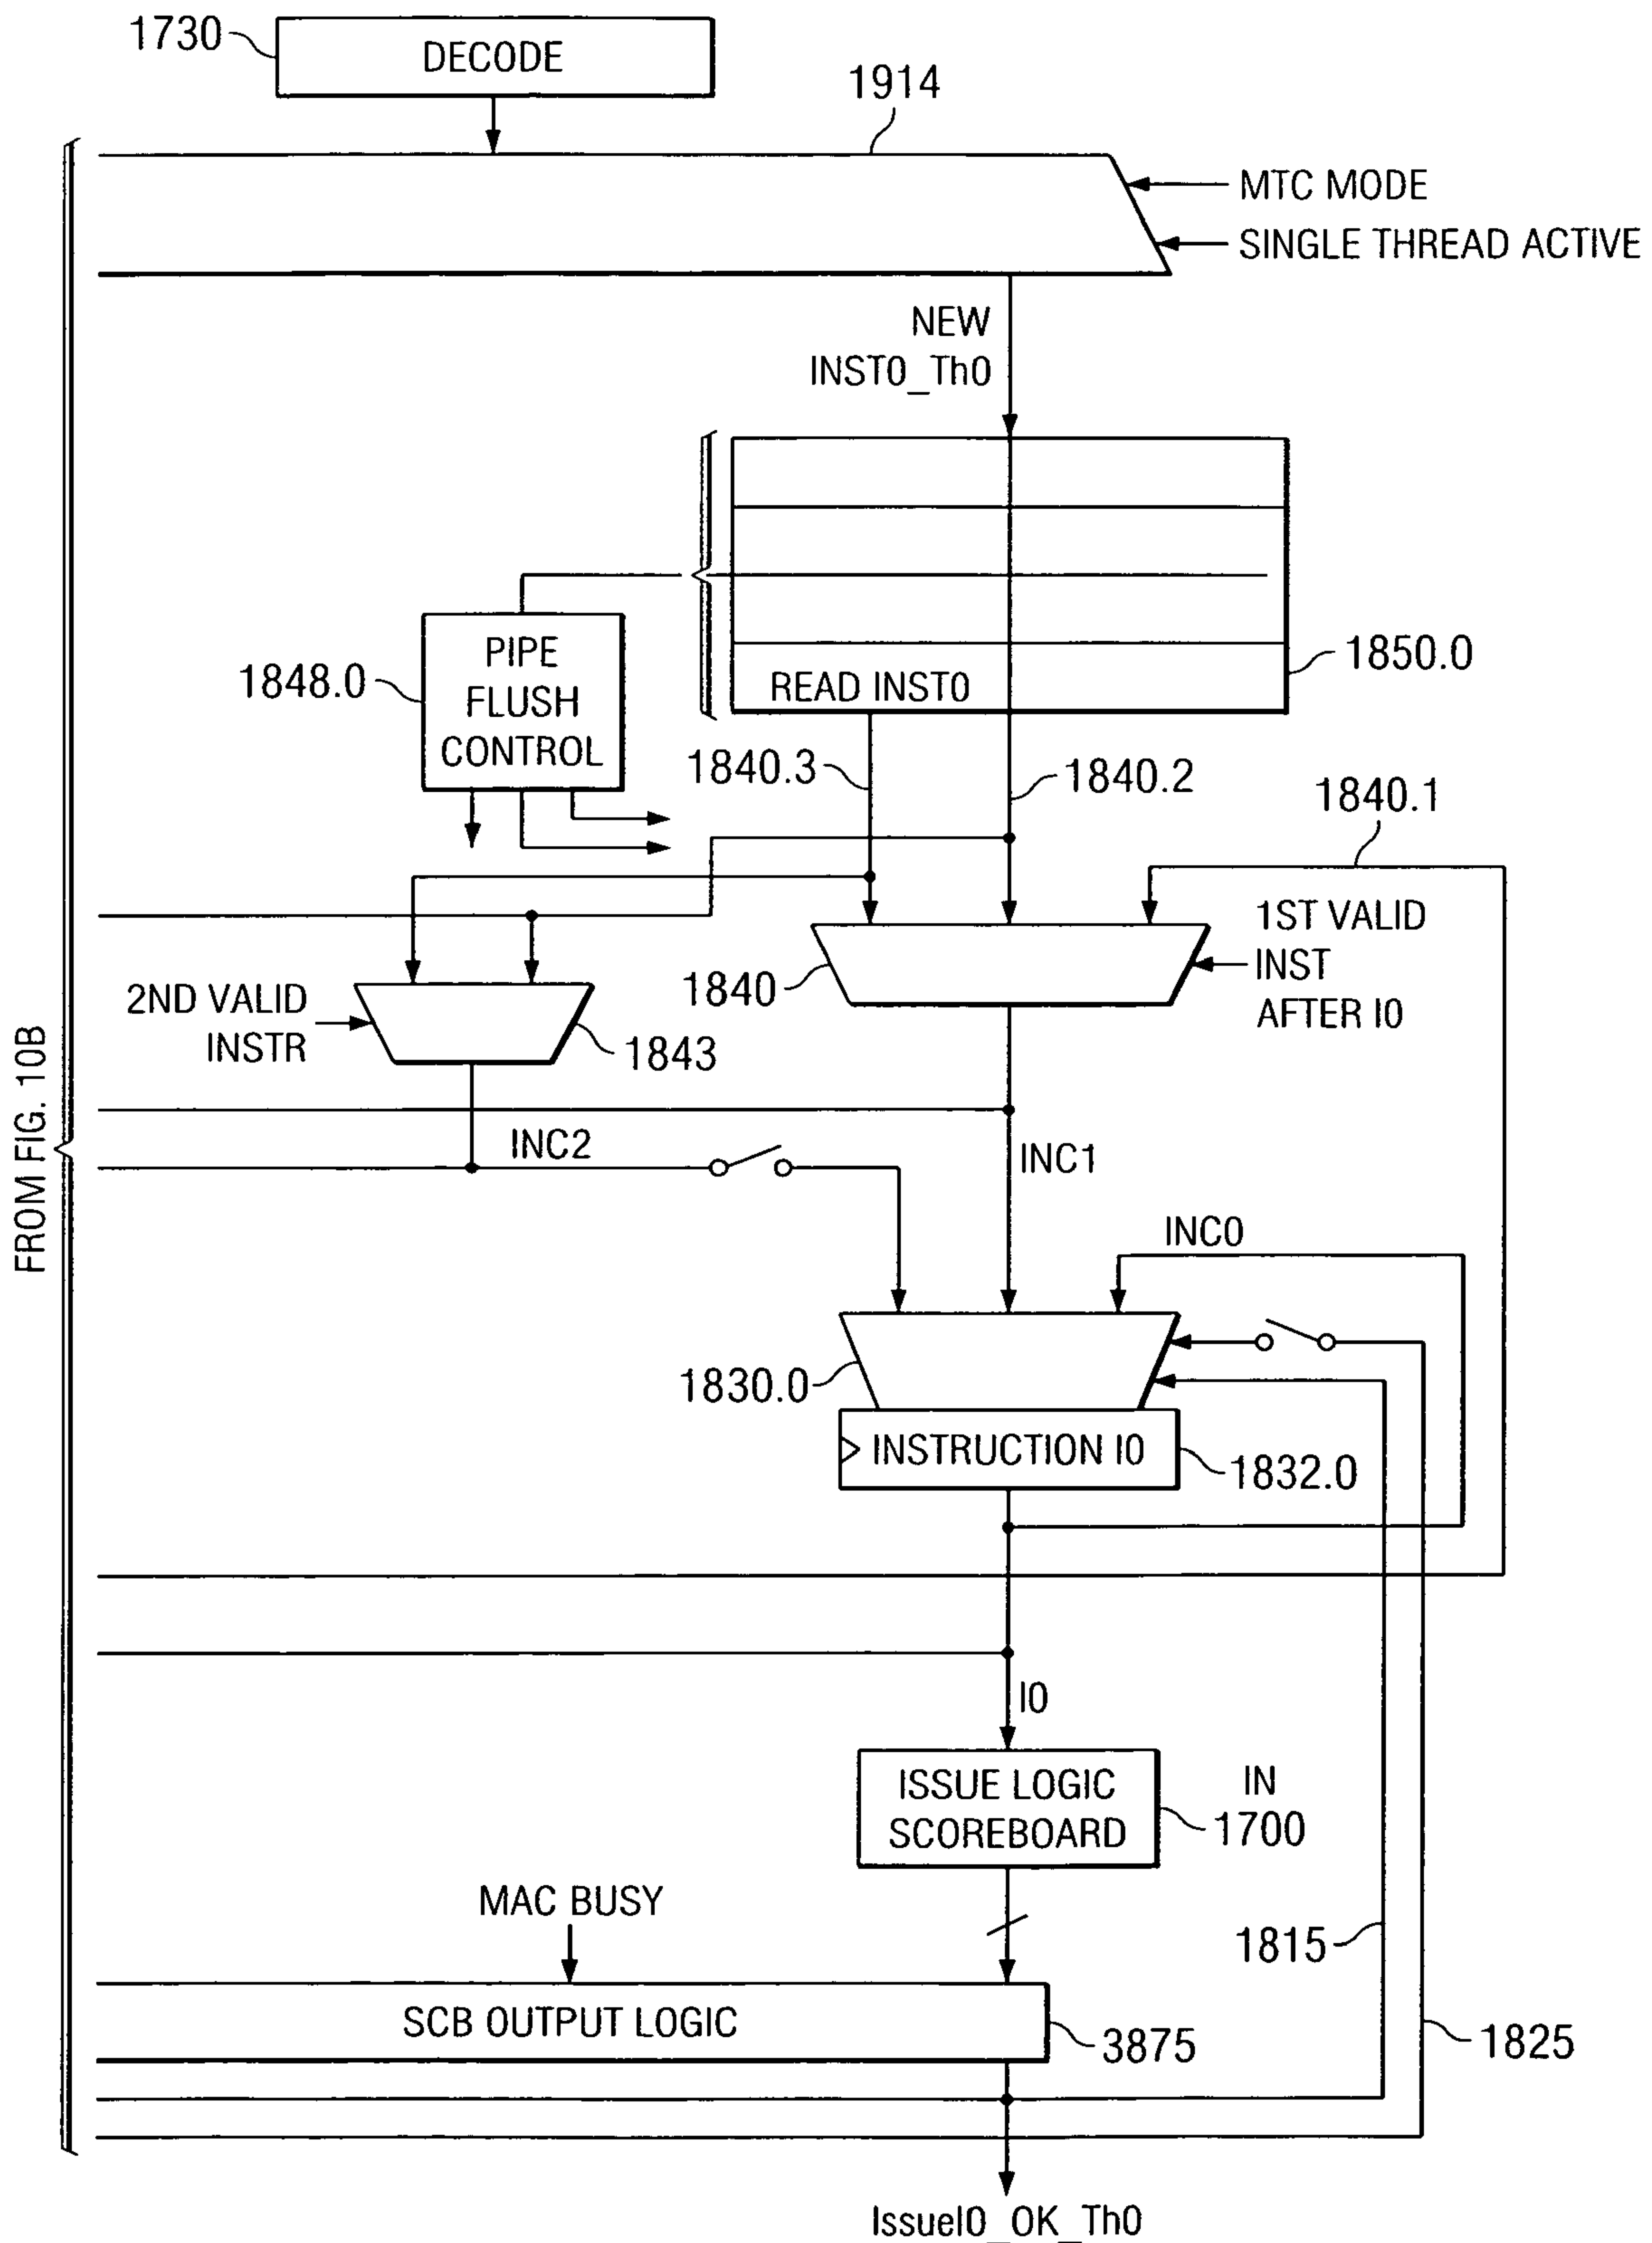 1730
DECODE
1914
MTC MODE
SINGLE THREAD ACTIVE
NEW
INST0_Th0
PIPE
FLUSH
CONTROL
1848.0
READ INST0
1850.0
1840.3
1840.2
1840.1
1ST VALID
INST
AFTER I0
1840
2ND VALID
INSTR
1843
FROM FIG. 10B
INC2
INC1
INC0
1830.0
INSTRUCTION I0
1832.0
I0
ISSUE LOGIC
SCOREBOARD
IN
1700
MAC BUSY
1815
SCB OUTPUT LOGIC
3875
1825
IssueI0_OK_Th0